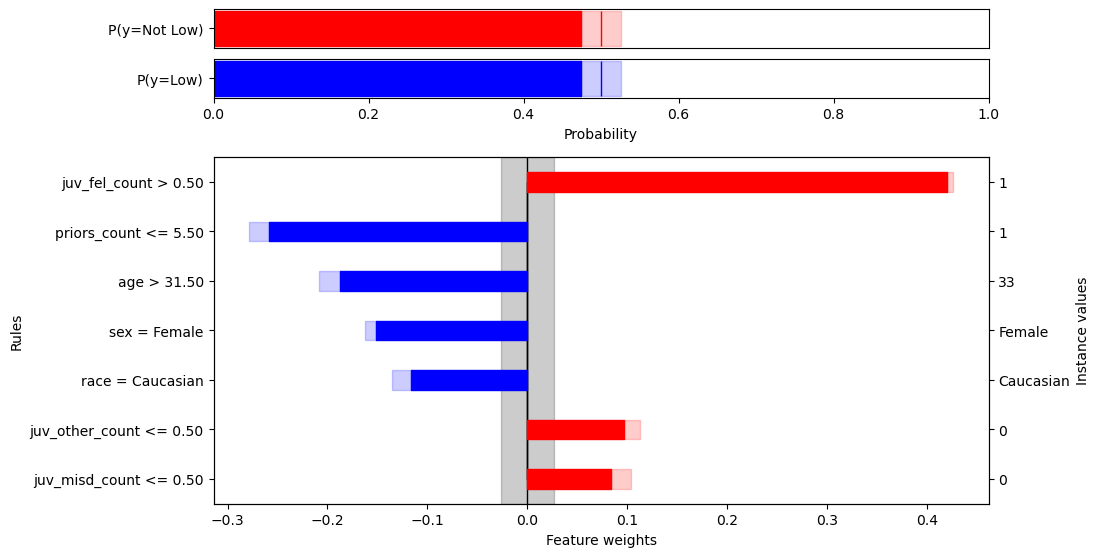 P(y=Not Low)
P(y=Low)
0.0 0.2 0.4 0.6 0.8 1.0
Probability
Rules
juv_fel_count > 0.50 1
priors_count <= 5.50 1
age > 31.50 33
sex = Female Female
race = Caucasian Caucasian
juv_other_count <= 0.50 0
juv_misd_count <= 0.50 0
Instance values
−0.3 −0.2 −0.1 0.0 0.1 0.2 0.3 0.4
Feature weights